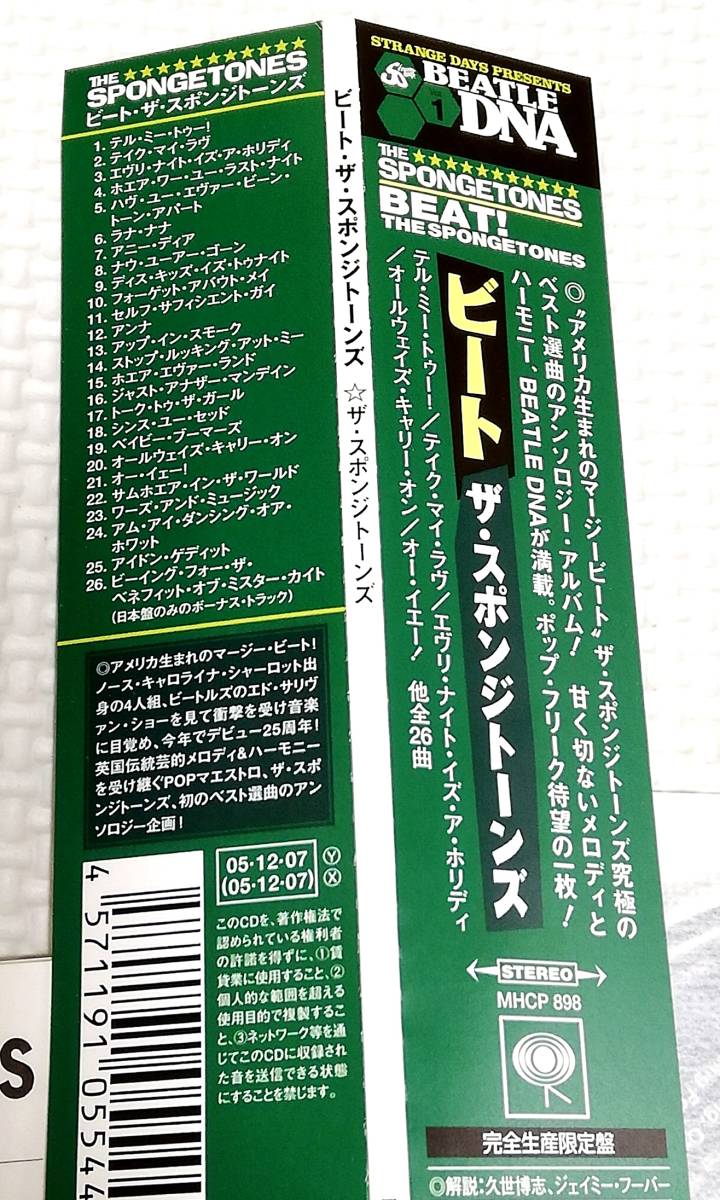 THE
★★★★★★★★★★★
SPONGETONES
ビート・ザ・スポンジトーンズ
1. テル・ミー・トゥー!
2. テイク・マイ・ラヴ
3. エヴリ・ナイト・イズ・ア・ホリディ
4. ホエア・ワー・ユー・ラスト・ナイト
5. ハヴ・ユー・エヴァー・ビーン・
トーン・アパート
6. ラナ・ナナ
7. アニー・ディア
8. ナウ・ユーアー・ゴーン
9. ディス・キッズ・イズ・トゥナイト
10. フォーゲット・アバウト・メイ
11. セルフ・サフィシエント・ガイ
12. アンナ
13. アップ・イン・スモーク
14. ストップ・ルッキング・アット・ミー
15. ホエア・エヴァー・ランド
16. ジャスト・アナザー・マンデイン
17. トーク・トゥ・ザ・ガール
18. シンス・ユー・セッド
19. ベイビー・ブーマーズ
20. オールウェイズ・キャリー・オン
21. オー・イェー!
22. サムホエア・イン・ザ・ワールド
23. ワーズ・アンド・ミュージック
24. アム・アイ・ダンシング・オア・
ホワット
25. アイドン・ゲディット
26. ビーイング・フォー・ザ・
ベネフィット・オブ・ミスター・カイト
(日本盤のみのボーナス・トラック)
◎アメリカ生まれのマージー・ビート!
ノース・キャロライナ・シャーロット出
身の4人組、ビートルズのエド・サリヴ
ァン・ショーを見て衝撃を受け音楽
に目覚め、今年でデビュー25周年!
英国伝統芸的メロディ&ハーモニー
を受け継ぐPOPマエストロ、ザ・スポ
ンジトーンズ、初のベスト選曲のアン
ソロジー企画!
05・12・07
(05・12・07)
Ⓨ
Ⓧ
このCDを、著作権法で
認められている権利者
の許諾を得ずに、①賃
貸業に使用すること、②
個人的な範囲を超える
使用目的で複製するこ
と、③ネットワーク等を通
じてこのCDに収録され
た音を送信できる状態
にすることを禁じます。
4 571191 05544
ビート・ザ・スポンジトーンズ ☆ ザ・スポンジトーンズ
STRANGE DAYS PRESENTS
BEATLE
DNA
Vol.
1
THE
★★★★★★★★★★★
SPONGETONES
BEAT!
THE SPONGETONES
◎"アメリカ生まれのマージービート"ザ・スポンジトーンズ究極の
ベスト選曲のアンソロジー・アルバム! 甘く切ないメロディと
ハーモニー、BEATLE DNAが満載。ポップ・フリーク待望の一枚!
ビート ザ・スポンジトーンズ
テル・ミー・トゥー!/テイク・マイ・ラヴ/エヴリ・ナイト・イズ・ア・ホリディ
/オールウェイズ・キャリー・オン/オー・イエー! 他全26曲
STEREO
MHCP 898
完全生産限定盤
◎解説:久世博志、ジェイミー・フーバー
S